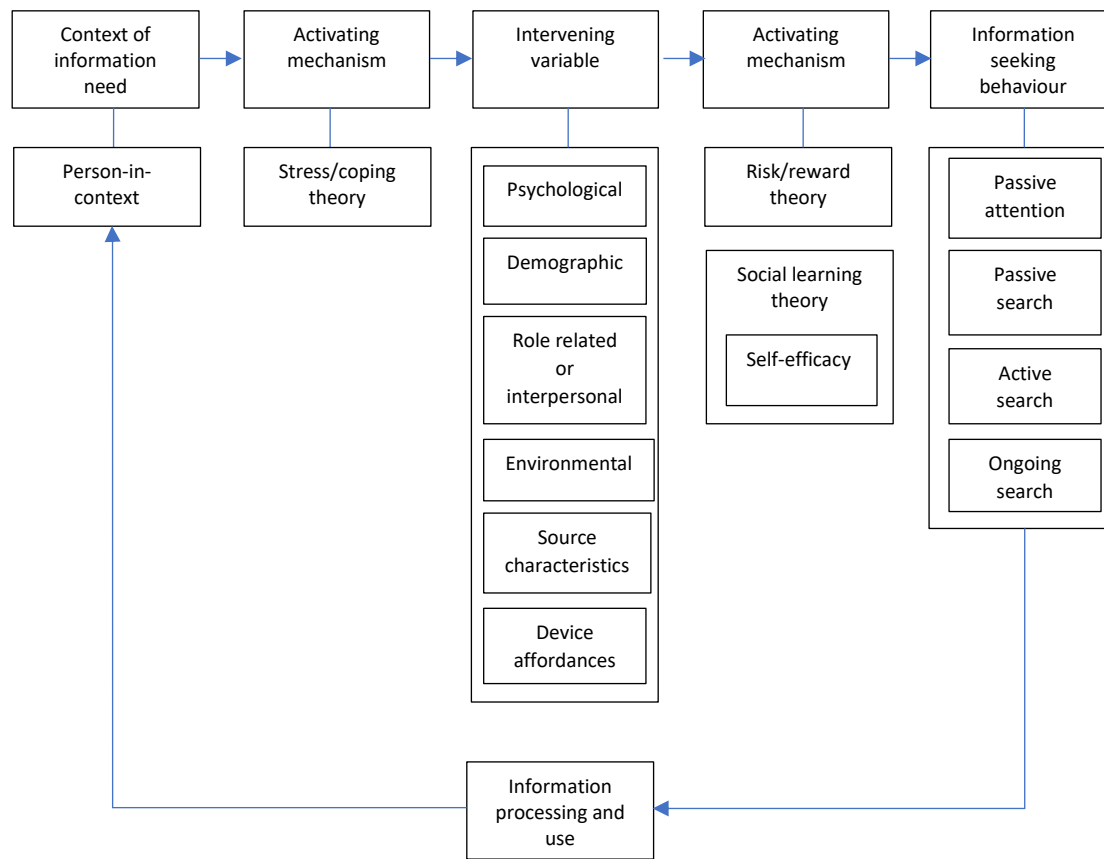 Context of
information
need
Activating
mechanism
Intervening
variable
Activating
mechanism
Information
seeking
behaviour
Person-in-
context
Stress/coping
theory
Psychological
Demographic
Role related
or
interpersonal
Environmental
Source
characteristics
Device
affordances
Risk/reward
theory
Social learning
theory
Self-efficacy
Passive
attention
Passive
search
Active
search
Ongoing
search
Information
processing and
use